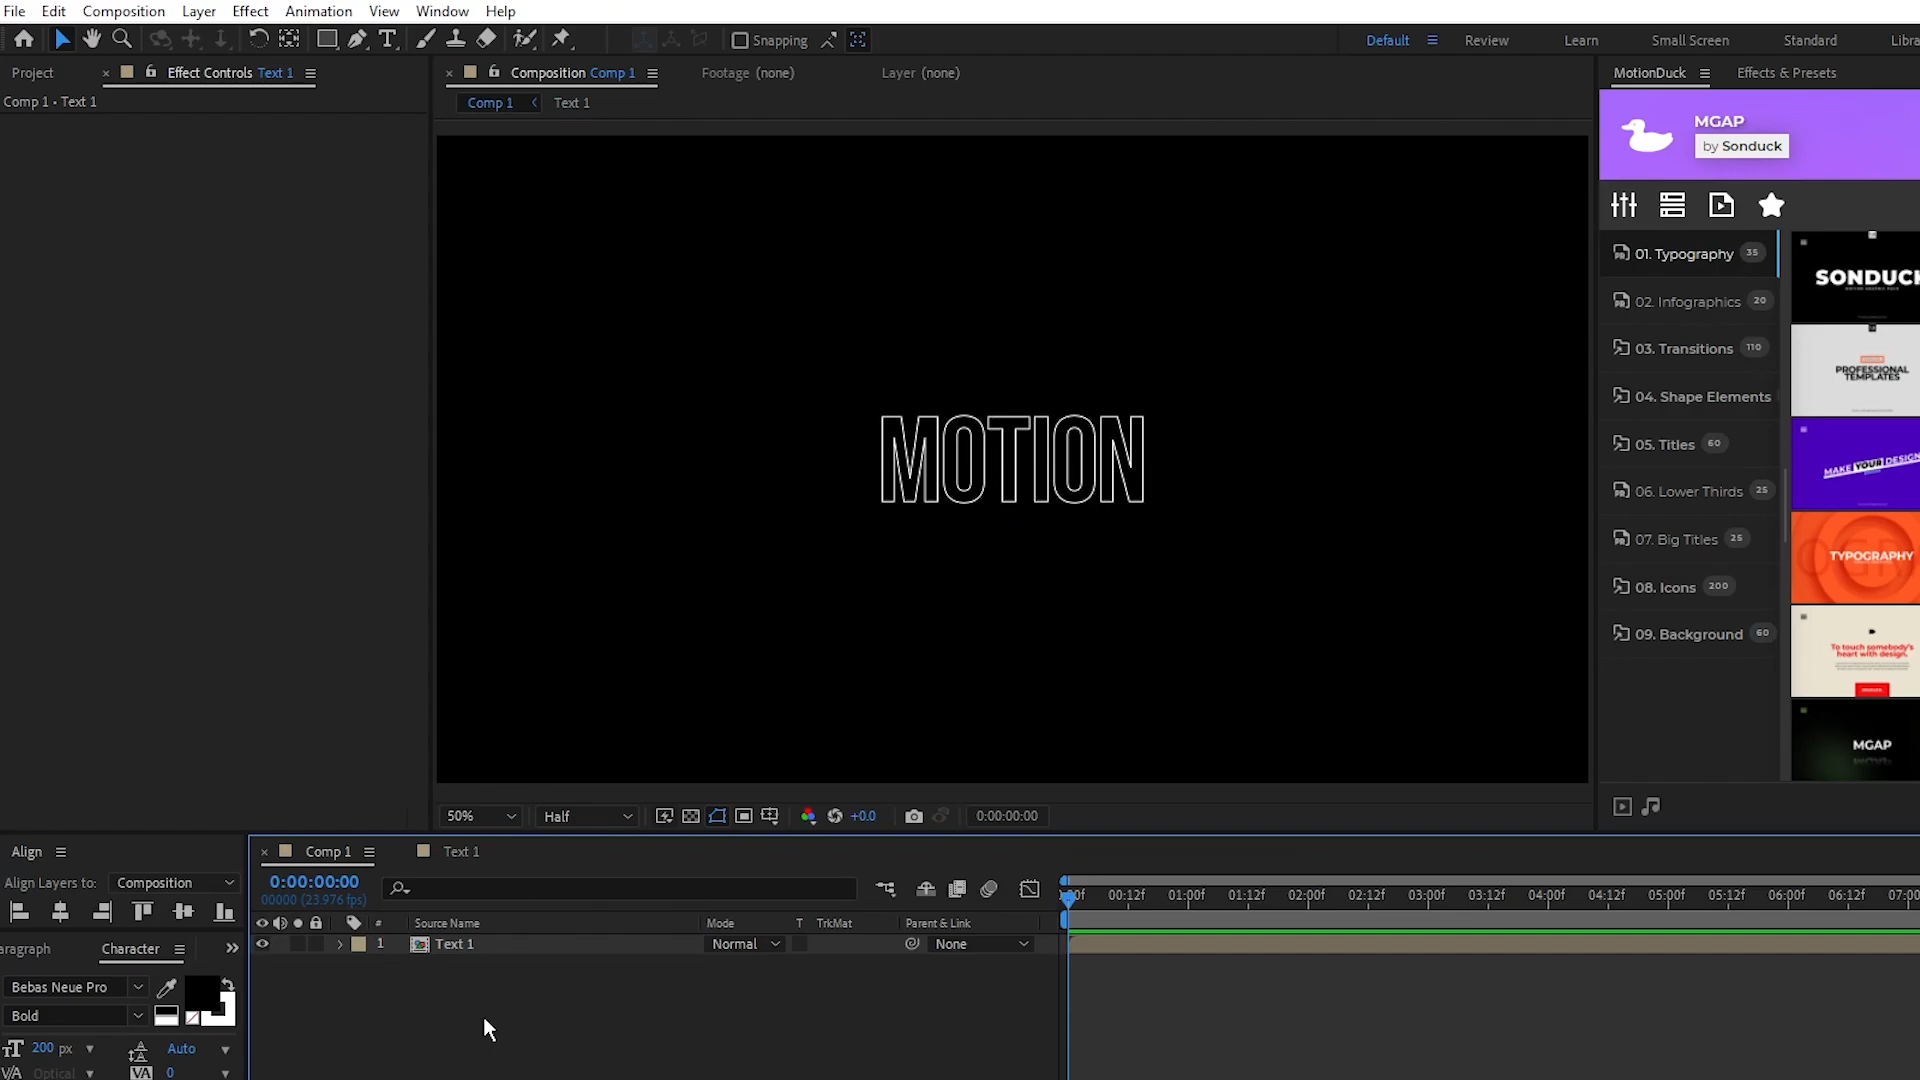 File Edit Composition Layer Effect Animation View Window Help
Snapping Default Review Learn Small Screen Standard
Project Effect Controls Text 1 Composition Comp 1 Footage (none) Layer (none) MotionDuck Effects & Presets
Comp 1 • Text 1
Comp 1 Text 1
MGAP
by Sonduck
01. Typography 35
02. Infographics 20
03. Transitions 110
04. Shape Elements
05. Titles 60
06. Lower Thirds 25
07. Big Titles 25
08. Icons 200
09. Background 60
SONDUCK
PROFESSIONAL
TEMPLATES
MAKE YOUR DESIGN
TYPOGRAPHY
To touch somebody's
heart with design.
MGAP
MOTION
50% Half +0.0 0:00:00:00
Align
Align Layers to: Composition
Comp 1 Text 1
0:00:00:00
00000 (23.976 fps)
00:12f 01:00f 01:12f 02:00f 02:12f 03:00f 03:12f 04:00f 04:12f 05:00f 05:12f 06:00f 06:12f
# Source Name Mode T TrkMat Parent & Link
1 Text 1 Normal None
aragraph Character
Bebas Neue Pro
Bold
200 px Auto
Optical 0